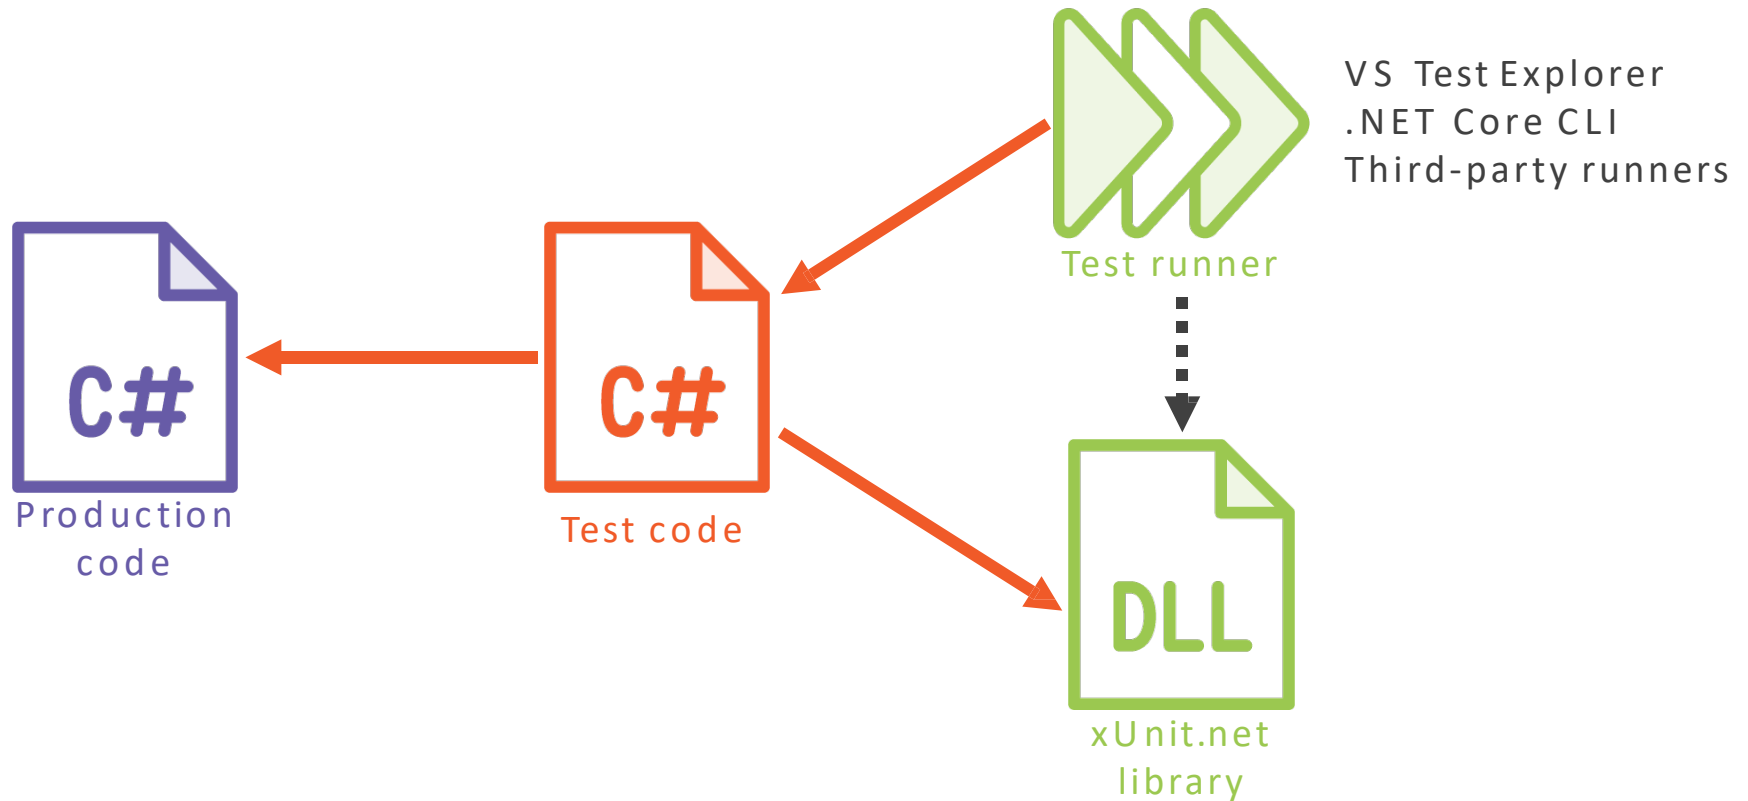 VS Test Explorer
.NET Core CLI
Third-party runners
Test runner
C#
Production
code
C#
Test code
DLL
xUnit.net
library